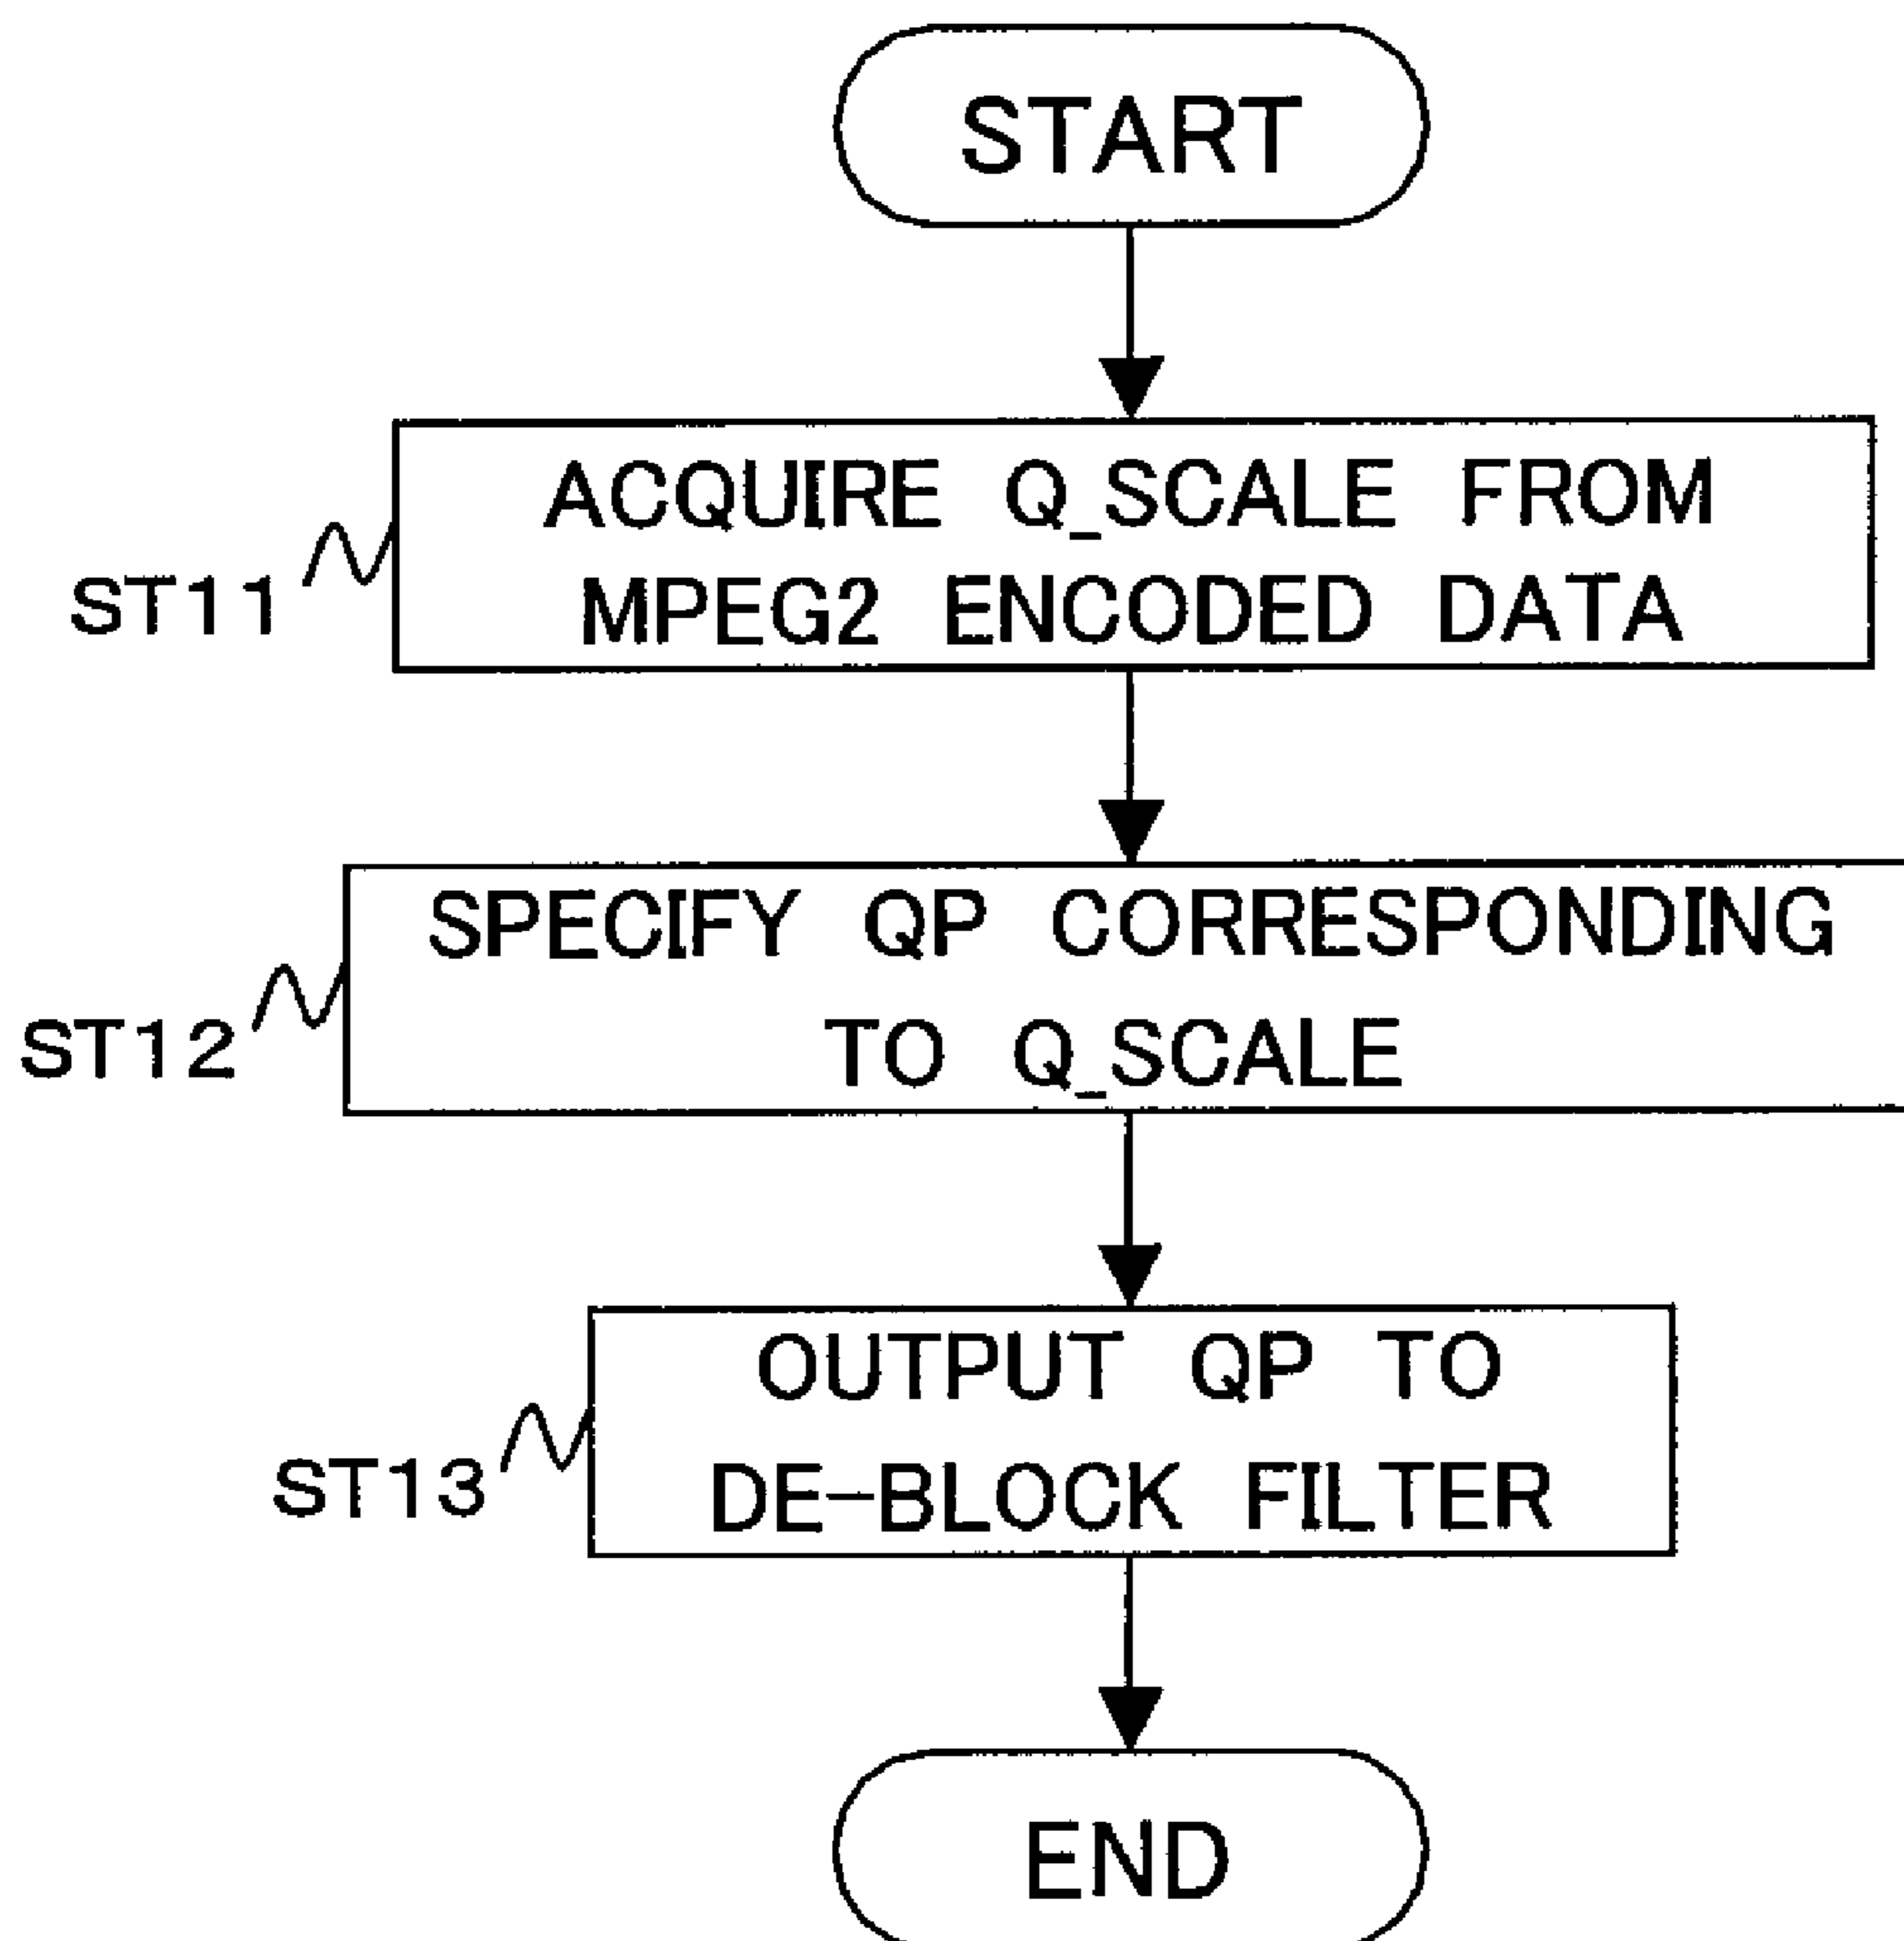 START
ACQUIRE Q_SCALE FROM
MPEG2 ENCODED DATA
ST11
SPECIFY QP CORRESPONDING
TO Q_SCALE
ST12
OUTPUT QP TO
DE-BLOCK FILTER
ST13
END